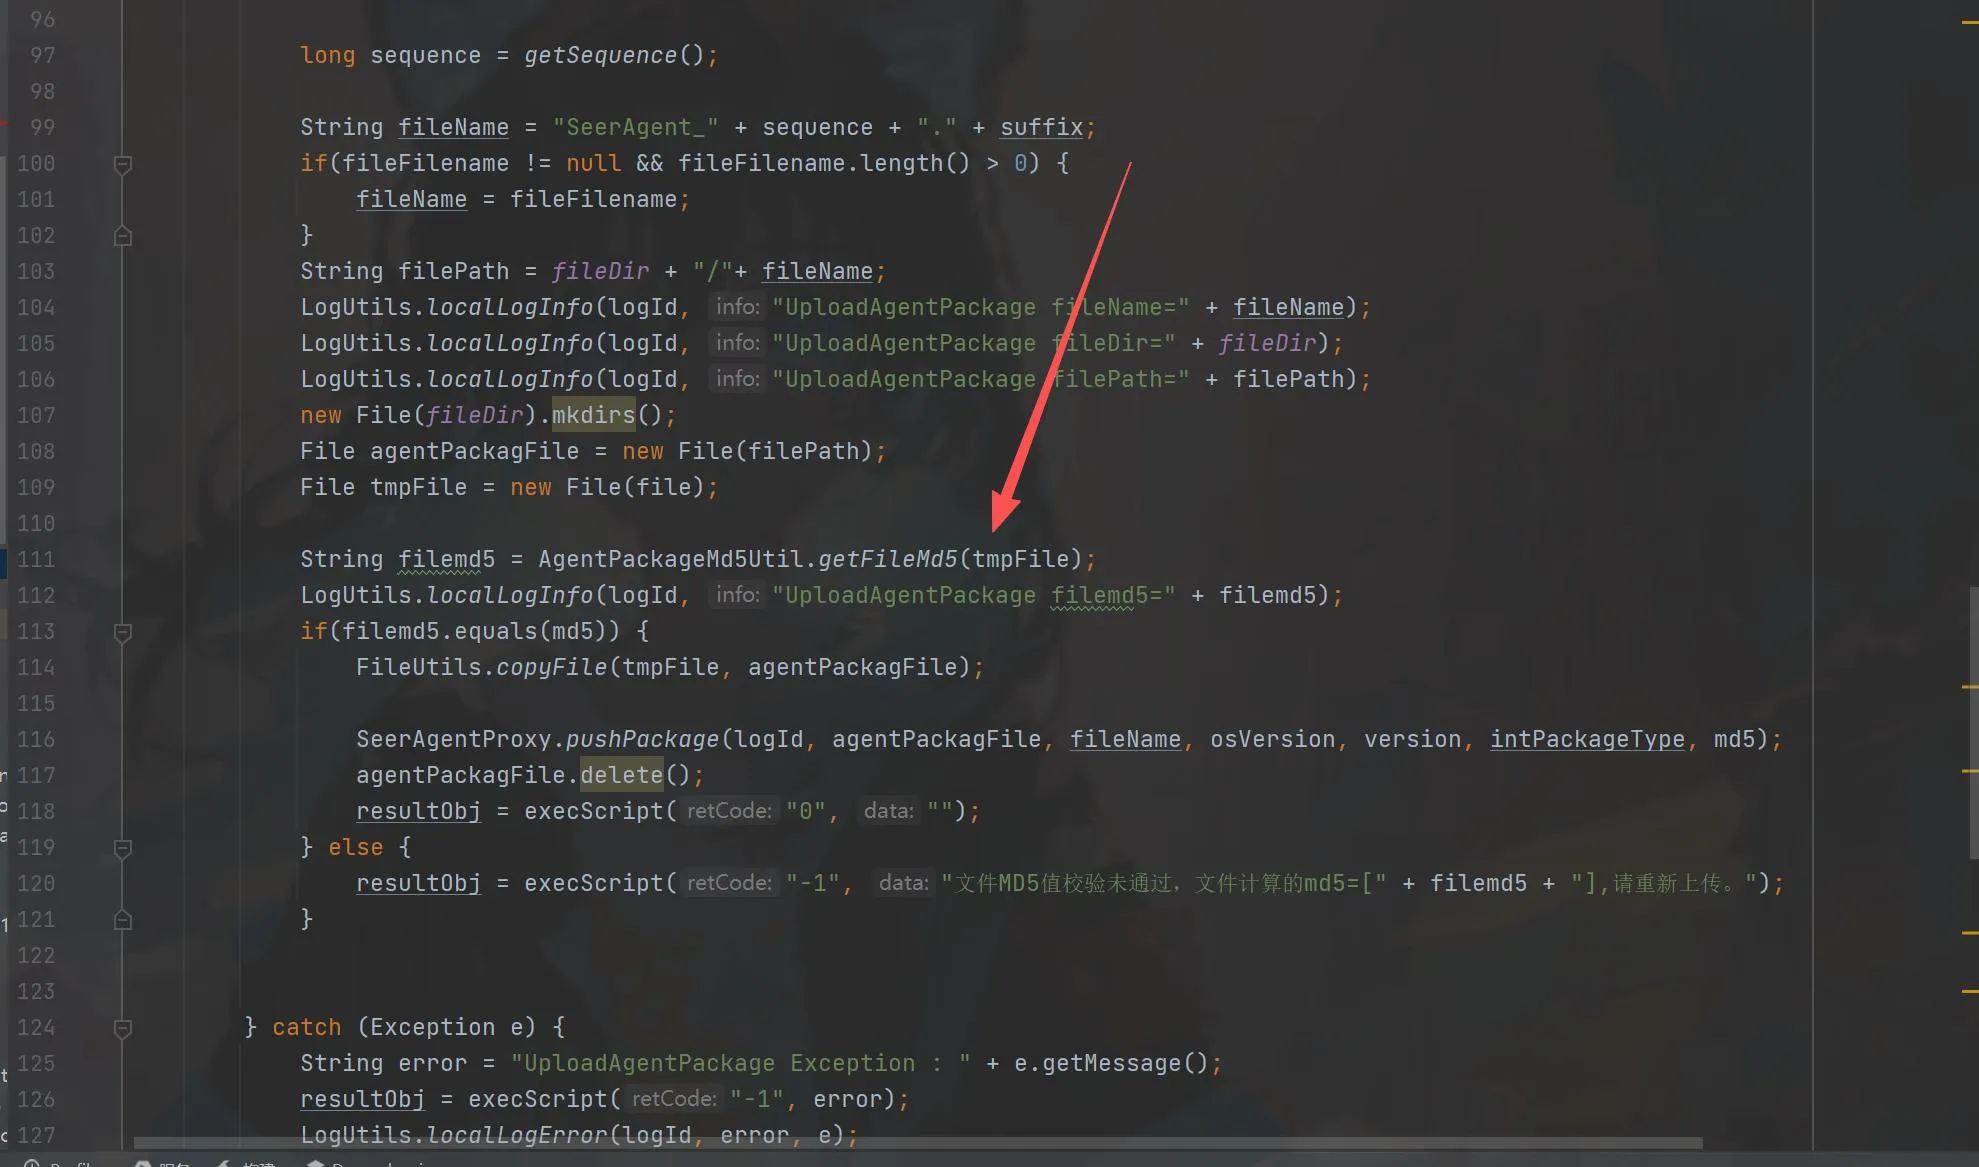 96
97 long sequence = getSequence();
98
99 String fileName = "SeerAgent_" + sequence + "." + suffix;
100 if(fileFilename != null && fileFilename.length() > 0) {
101 fileName = fileFilename;
102 }
103 String filePath = fileDir + "/"+ fileName;
104 LogUtils.localLogInfo(logId, info: "UploadAgentPackage fileName=" + fileName);
105 LogUtils.localLogInfo(logId, info: "UploadAgentPackage fileDir=" + fileDir);
106 LogUtils.localLogInfo(logId, info: "UploadAgentPackage filePath=" + filePath);
107 new File(fileDir).mkdirs();
108 File agentPackagFile = new File(filePath);
109 File tmpFile = new File(file);
110
111 String filemd5 = AgentPackageMd5Util.getFileMd5(tmpFile);
112 LogUtils.localLogInfo(logId, info: "UploadAgentPackage filemd5=" + filemd5);
113 if(filemd5.equals(md5)) {
114 FileUtils.copyFile(tmpFile, agentPackagFile);
115
116 SeerAgentProxy.pushPackage(logId, agentPackagFile, fileName, osVersion, version, intPackageType, md5);
117 agentPackagFile.delete();
118 resultObj = execScript( retCode: "0", data: "");
119 } else {
120 resultObj = execScript( retCode: "-1", data: "文件MD5值校验未通过，文件计算的md5=[" + filemd5 + "],请重新上传。");
121 }
122
123
124 } catch (Exception e) {
125 String error = "UploadAgentPackage Exception : " + e.getMessage();
126 resultObj = execScript( retCode: "-1", error);
127 LogUtils.localLogError(logId, error, e);